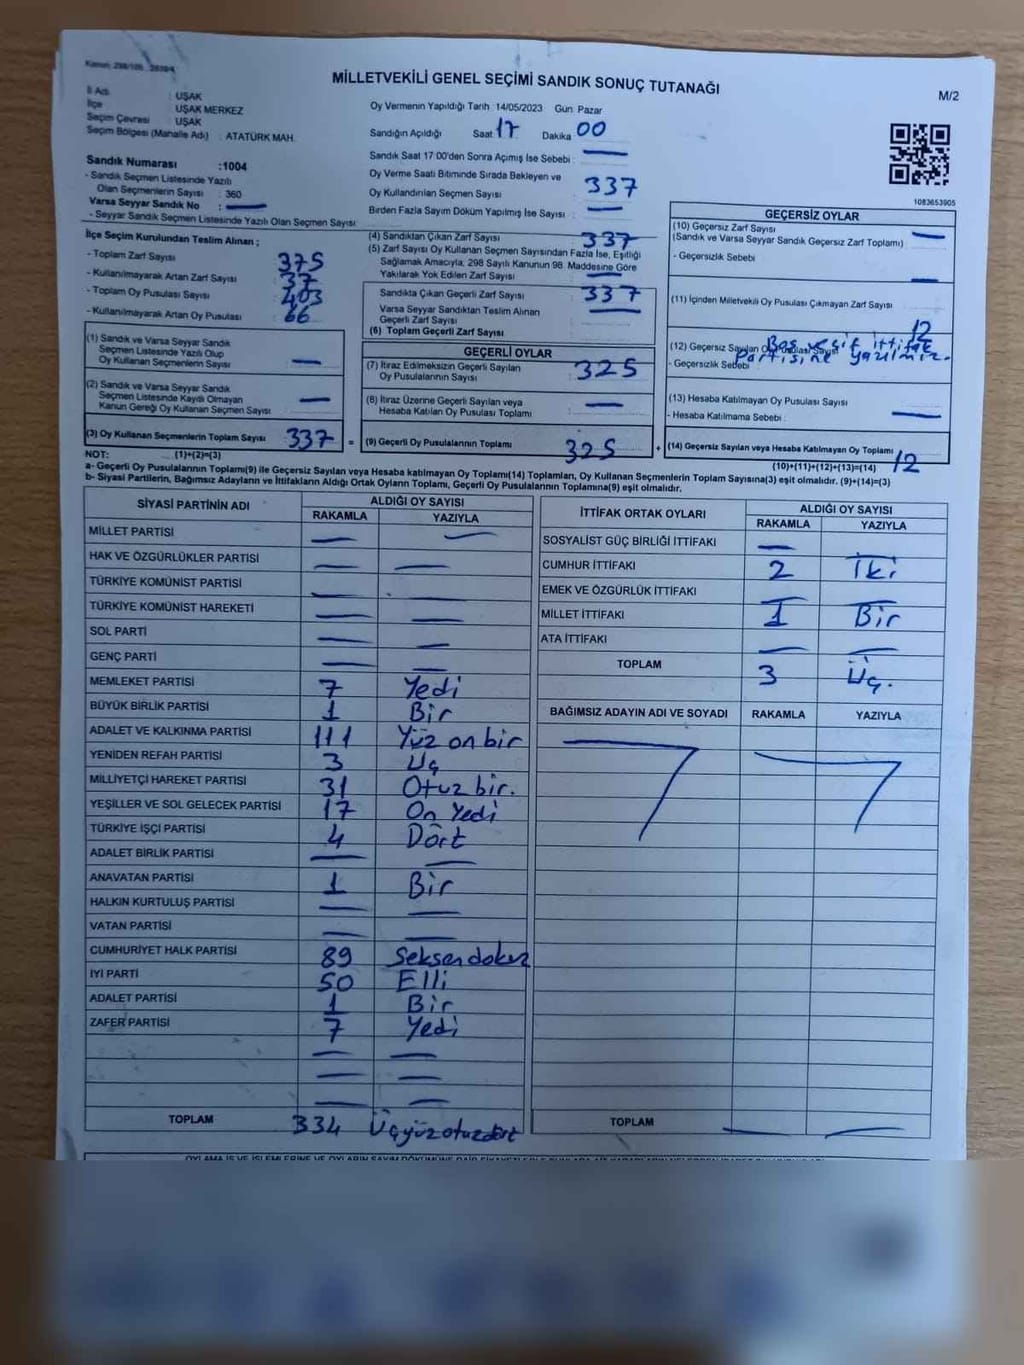 Kanun: 298/105 2839/4
MİLLETVEKİLİ GENEL SEÇİMİ SANDIK SONUÇ TUTANAĞI
M/2
İl Adı : UŞAK
İlçe : UŞAK MERKEZ
Seçim Çevresi : UŞAK
Seçim Bölgesi (Mahalle Adı) : ATATÜRK MAH.
Oy Vermenin Yapıldığı Tarih :14/05/2023 Gün: Pazar
Sandığın Açıldığı Saat 17 Dakika 00
Sandık Saat 17:00'den Sonra Açılmış İse Sebebi : —
Oy Verme Saati Bitiminde Sırada Bekleyen ve
Oy Kullandırılan Seçmen Sayısı 337
Birden Fazla Sayım Döküm Yapılmış İse Sayısı : —
Sandık Numarası :1004
- Sandık Seçmen Listesinde Yazılı
Olan Seçmenlerin Sayısı : 360
Varsa Seyyar Sandık No : —
- Seyyar Sandık Seçmen Listesinde Yazılı Olan Seçmen Sayısı:
İlçe Seçim Kurulundan Teslim Alınan ;
- Toplam Zarf Sayısı 375
- Kullanılmayarak Artan Zarf Sayısı 37
- Toplam Oy Pusulası Sayısı 403
- Kullanılmayarak Artan Oy Pusulası 66
(1) Sandık ve Varsa Seyyar Sandık
Seçmen Listesinde Yazılı Olup
Oy Kullanan Seçmenlerin Sayısı —
(2) Sandık ve Varsa Seyyar Sandık
Seçmen Listesinde Kaydı Olmayan
Kanun Gereği Oy Kullanan Seçmen Sayısı —
(3) Oy Kullanan Seçmenlerin Toplam Sayısı 337 =
(4) Sandıktan Çıkan Zarf Sayısı 337
(5) Zarf Sayısı Oy Kullanan Seçmen Sayısından Fazla İse, Eşitliği
Sağlamak Amacıyla, 298 Sayılı Kanunun 98. Maddesine Göre
Yakılarak Yok Edilen Zarf Sayısı —
Sandıkta Çıkan Geçerli Zarf Sayısı : 337
Varsa Seyyar Sandıktan Teslim Alınan
Geçerli Zarf Sayısı —
(6) Toplam Geçerli Zarf Sayısı
GEÇERLİ OYLAR
(7) İtiraz Edilmeksizin Geçerli Sayılan
Oy Pusulalarının Sayısı 325
(8) İtiraz Üzerine Geçerli Sayılan veya
Hesaba Katılan Oy Pusulası Toplamı —
(9) Geçerli Oy Pusulalarının Toplamı 325 +
1083653905
GEÇERSİZ OYLAR
(10) Geçersiz Zarf Sayısı
(Sandık ve Varsa Seyyar Sandık Geçersiz Zarf Toplamı) —
- Geçersizlik Sebebi —
(11) İçinden Milletvekili Oy Pusulası Çıkmayan Zarf Sayısı
(12) Geçersiz Sayılan Oy Pusulası Sayısı 12
- Geçersizlik Sebebi Boş ve çift ittifak
partisine yazılmız.
(13) Hesaba Katılmayan Oy Pusulası Sayısı
- Hesaba Katılmama Sebebi : —
(14) Geçersiz Sayılan veya Hesaba Katılmayan Oy Toplamı 12
NOT: (1)+(2)=(3)
(10)+(11)+(12)+(13)=(14)
a- Geçerli Oy Pusulalarının Toplamı(9) ile Geçersiz Sayılan veya Hesaba katılmayan Oy Toplamı(14) Toplamları, Oy Kullanan Seçmenlerin Toplam Sayısına(3) eşit olmalıdır. (9)+(14)=(3)
b- Siyasi Partilerin, Bağımsız Adayların ve İttifakların Aldığı Ortak Oyların Toplamı, Geçerli Oy Pusulalarının Toplamına(9) eşit olmalıdır.
SİYASİ PARTİNİN ADI ALDIĞI OY SAYISI
RAKAMLA YAZIYLA
MİLLET PARTİSİ — —
HAK VE ÖZGÜRLÜKLER PARTİSİ — —
TÜRKİYE KOMÜNİST PARTİSİ — —
TÜRKİYE KOMÜNİST HAREKETİ — —
SOL PARTİ — —
GENÇ PARTİ — —
MEMLEKET PARTİSİ 7 Yedi
BÜYÜK BİRLİK PARTİSİ 1 Bir
ADALET VE KALKINMA PARTİSİ 111 Yüz on bir
YENİDEN REFAH PARTİSİ 3 Üç
MİLLİYETÇİ HAREKET PARTİSİ 31 Otuz bir.
YEŞİLLER VE SOL GELECEK PARTİSİ 17 On Yedi
TÜRKİYE İŞÇİ PARTİSİ 4 Dört
ADALET BİRLİK PARTİSİ — —
ANAVATAN PARTİSİ 1 Bir
HALKIN KURTULUŞ PARTİSİ — —
VATAN PARTİSİ — —
CUMHURİYET HALK PARTİSİ 89 Seksen dokuz
İYİ PARTİ 50 Elli
ADALET PARTİSİ 1 Bir
ZAFER PARTİSİ 7 Yedi
— —
— —
— —
TOPLAM 334 Üçyüzotuzdört
İTTİFAK ORTAK OYLARI ALDIĞI OY SAYISI
RAKAMLA YAZIYLA
SOSYALİST GÜÇ BİRLİĞİ İTTİFAKI — —
CUMHUR İTTİFAKI 2 İki
EMEK VE ÖZGÜRLÜK İTTİFAKI — —
MİLLET İTTİFAKI 1 Bir
ATA İTTİFAKI — —
TOPLAM 3 Üç.
BAĞIMSIZ ADAYIN ADI VE SOYADI RAKAMLA YAZIYLA
TOPLAM — —